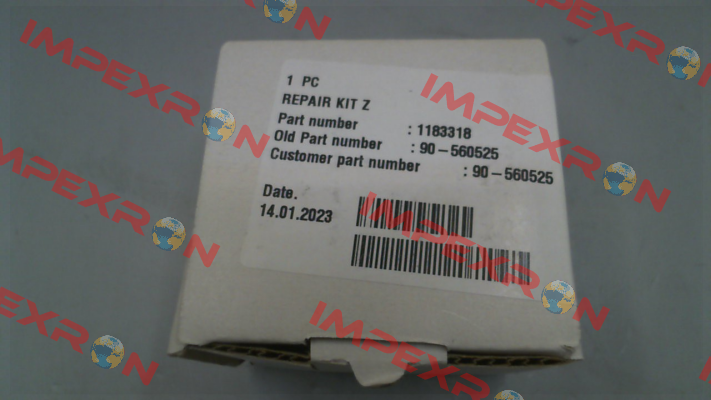 1 PC
REPAIR KIT Z
Part number : 1183318
Old Part number : 90-560525
Customer part number : 90-560525
Date.
14.01.2023
IMPEXRON
IMPEXRON
IMPEXRON
IMPEXRON
IMPEXRON
IMPEXRON